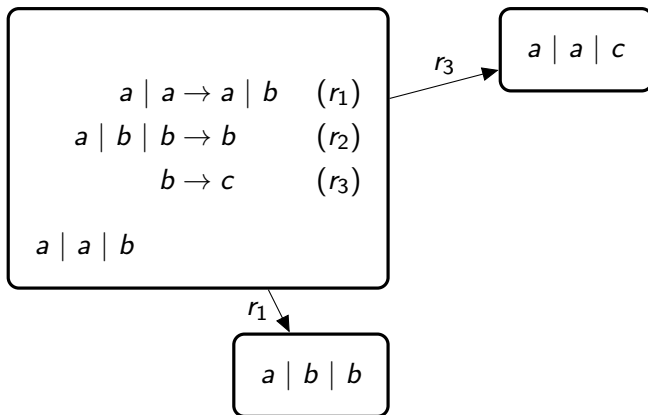 a | a → a | b (r₁)
a | b | b → b (r₂)
b → c (r₃)
a | a | b
r₃
a | a | c
r₁
a | b | b